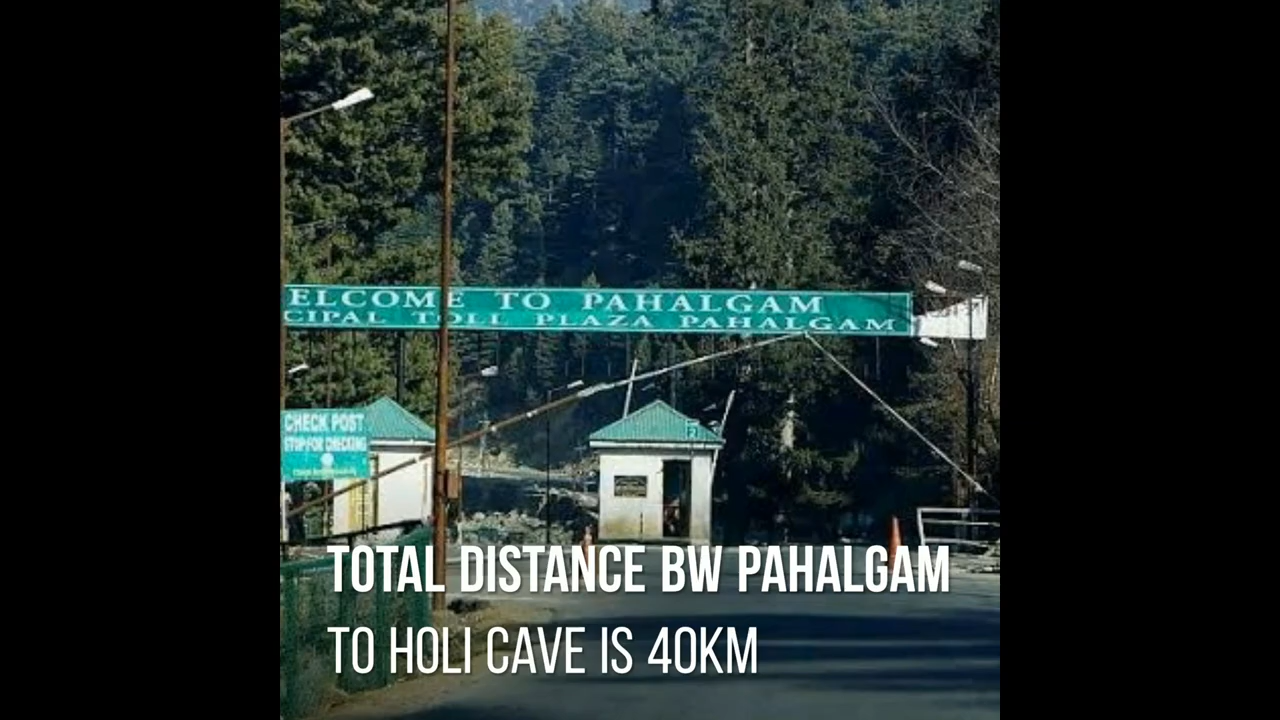 ELCOME TO PAHALGAM
CIPAL TOLL PLAZA PAHALGAM
CHECK POST
STOP FOR CHECKING
2
TOTAL DISTANCE BW PAHALGAM
TO HOLI CAVE IS 40KM